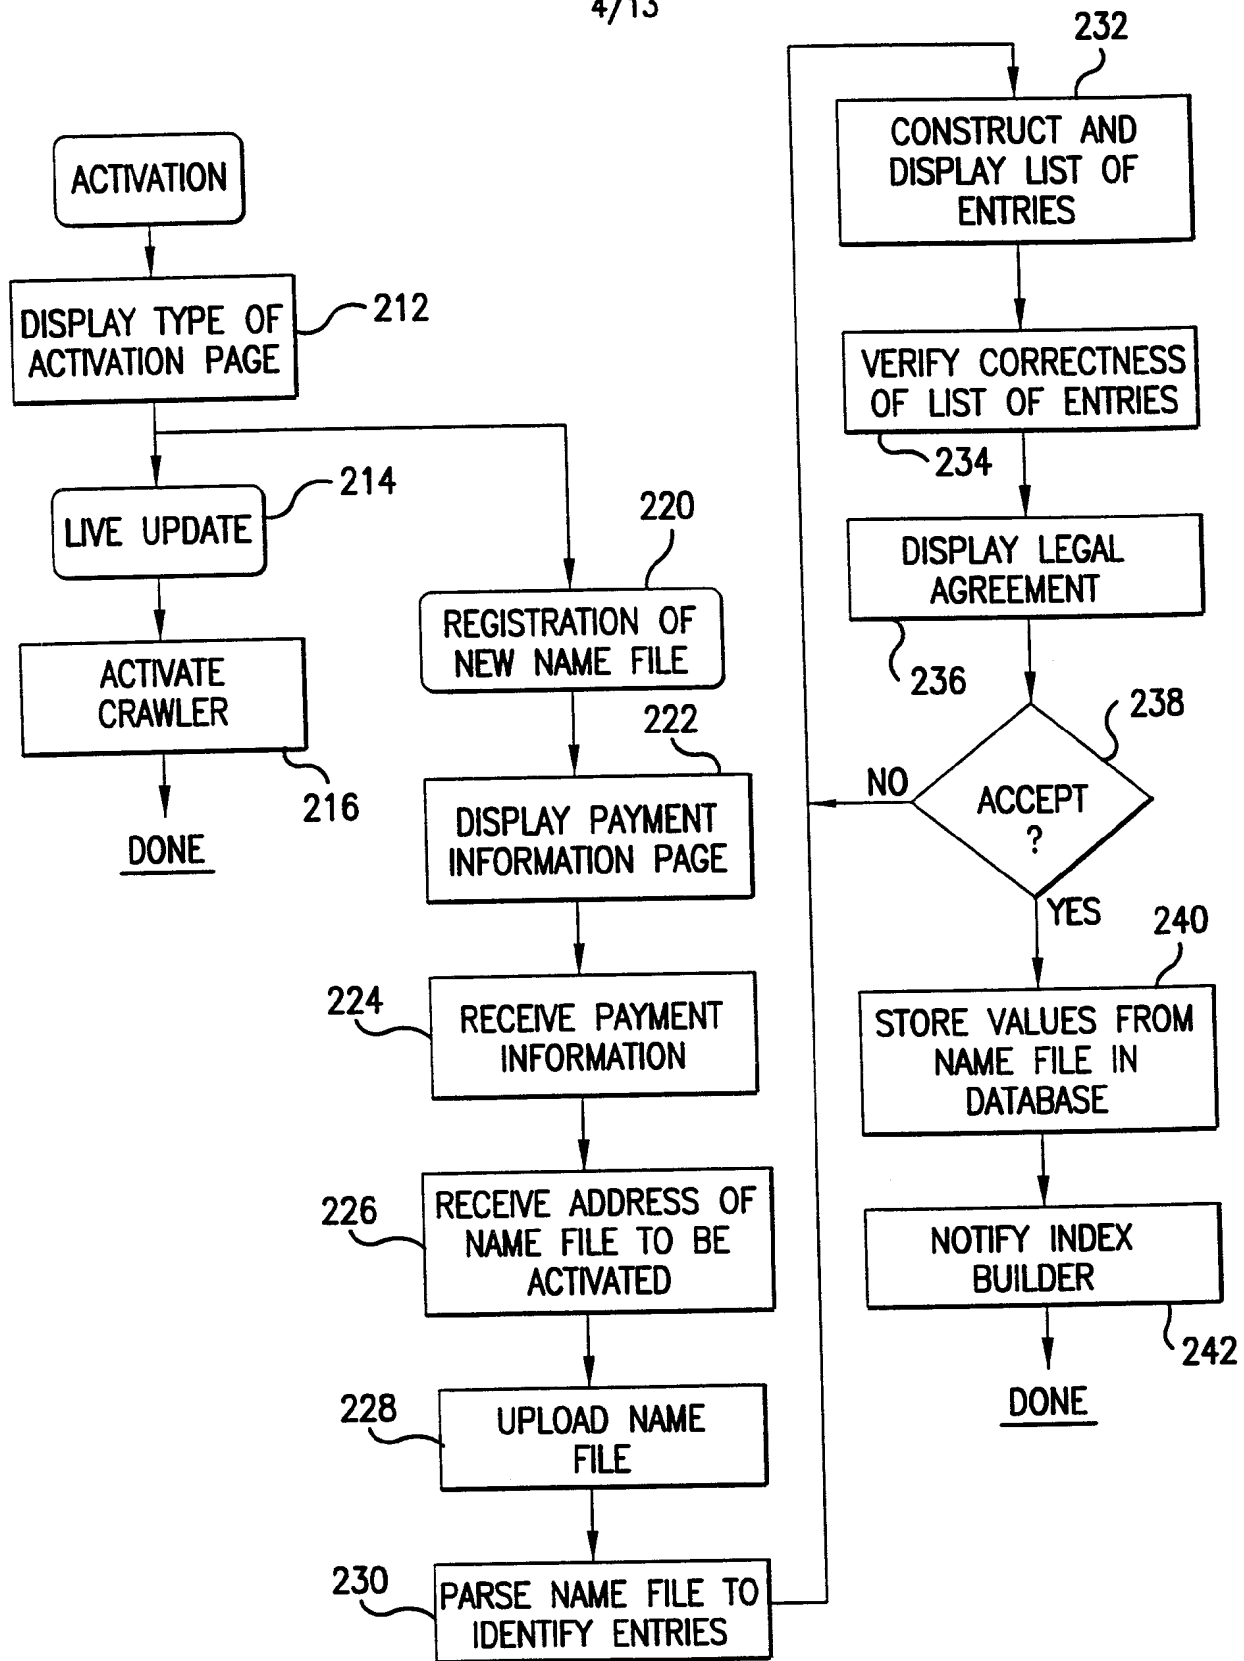 4/13
ACTIVATION
DISPLAY TYPE OF
ACTIVATION PAGE
212
LIVE UPDATE
214
ACTIVATE
CRAWLER
216
DONE
220
REGISTRATION OF
NEW NAME FILE
222
DISPLAY PAYMENT
INFORMATION PAGE
224
RECEIVE PAYMENT
INFORMATION
226
RECEIVE ADDRESS OF
NAME FILE TO BE
ACTIVATED
228
UPLOAD NAME
FILE
230
PARSE NAME FILE TO
IDENTIFY ENTRIES
232
CONSTRUCT AND
DISPLAY LIST OF
ENTRIES
VERIFY CORRECTNESS
OF LIST OF ENTRIES
234
DISPLAY LEGAL
AGREEMENT
236
238
NO
ACCEPT
?
YES
240
STORE VALUES FROM
NAME FILE IN
DATABASE
NOTIFY INDEX
BUILDER
242
DONE